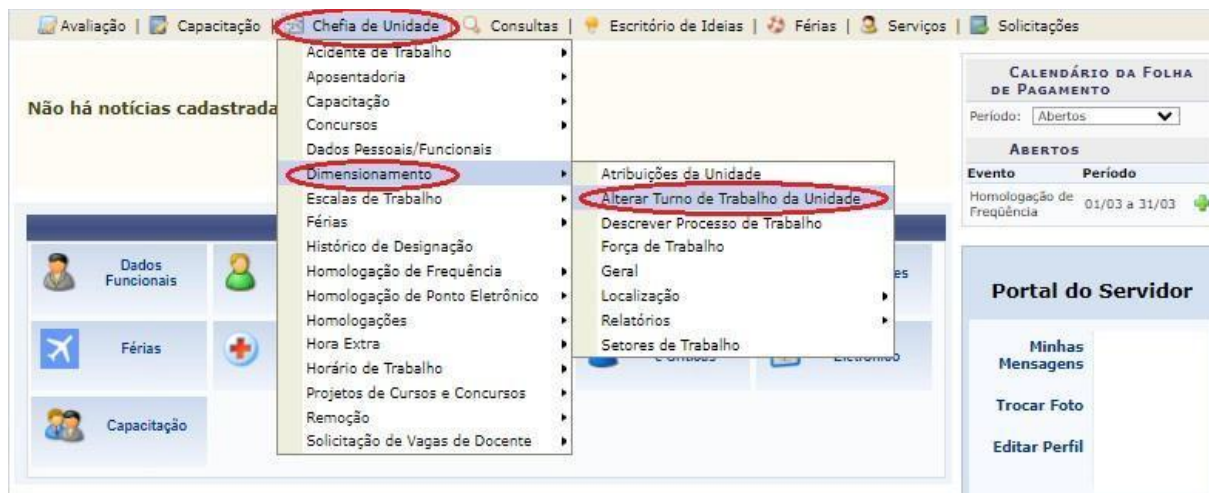 Avaliação | Capacitação | Chefia de Unidade | Consultas | Escritório de Ideias | Férias | Serviços | Solicitações
Não há notícias cadastrada
Acidente de Trabalho
Aposentadoria
Capacitação
Concursos
Dados Pessoais/Funcionais
Dimensionamento
Escalas de Trabalho
Férias
Histórico de Designação
Homologação de Frequência
Homologação de Ponto Eletrônico
Homologações
Hora Extra
Horário de Trabalho
Projetos de Cursos e Concursos
Remoção
Solicitação de Vagas de Docente
Atribuições da Unidade
Alterar Turno de Trabalho da Unidade
Descrever Processo de Trabalho
Força de Trabalho
Geral
Localização
Relatórios
Setores de Trabalho
Dados
Funcionais
Férias
Capacitação
es
CALENDÁRIO DA FOLHA
DE PAGAMENTO
Período: Abertos
ABERTOS
Evento Período
Homologação de
Freqüência 01/03 a 31/03
Portal do Servidor
Minhas
Mensagens
Trocar Foto
Editar Perfil